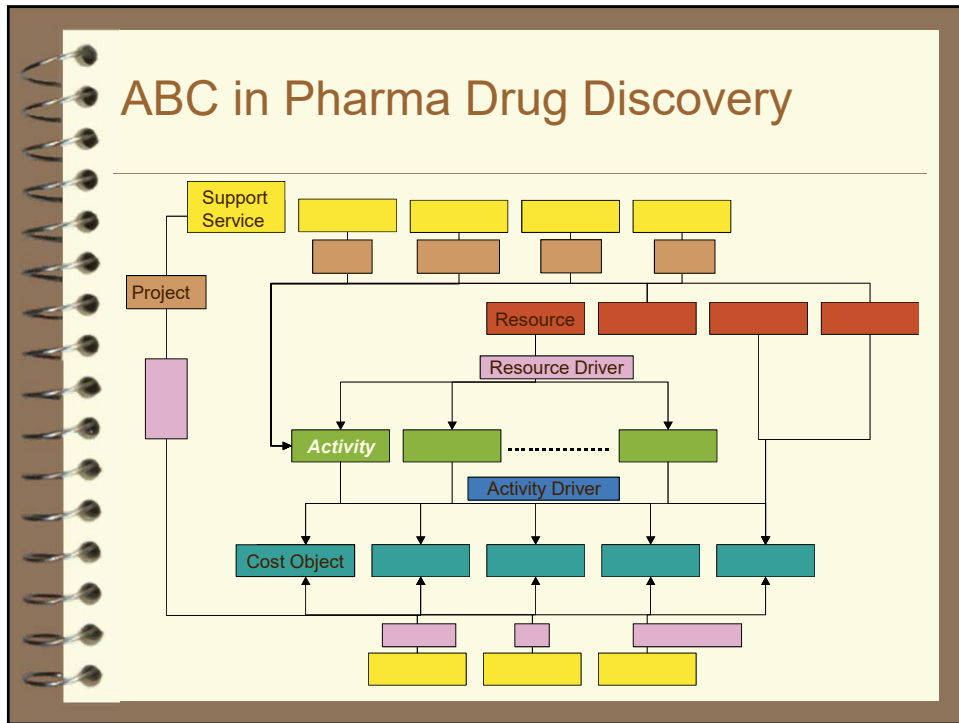 ABC in Pharma Drug Discovery
Support
Service
Project
Resource
Resource Driver
Activity
Activity Driver
Cost Object